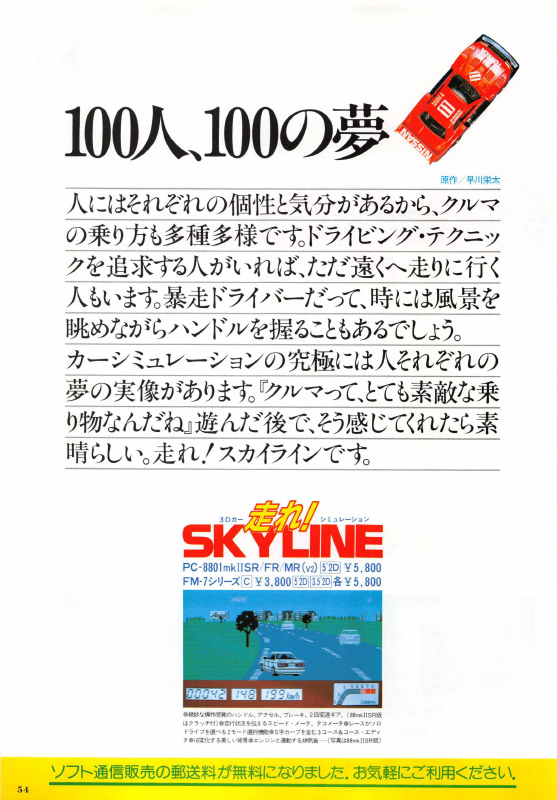 100人、100の夢
NISSAN
11
原作／早川栄太
人にはそれぞれの個性と気分があるから、クルマ
の乗り方も多種多様です。ドライビング・テクニッ
クを追求する人がいれば、ただ遠くへ走りに行く
人もいます。暴走ドライバーだって、時には風景を
眺めながらハンドルを握ることもあるでしょう。
カーシミュレーションの究極には人それぞれの
夢の実像があります。『クルマって、とても素敵な乗
り物なんだね』遊んだ後で、そう感じてくれたら素
晴らしい。走れ！スカイラインです。
3Dカー 走れ！ シミュレーション
SKYLINE
PC-8801mkIISR/FR/MR(V2) 5"2D ￥5,800
FM-7シリーズ C ￥3,800 5"2D 3.5"2D 各￥5,800
00042 148 193 Km/h
●絶妙な操作感覚のハンドル、アクセル、ブレーキ、2段変速ギア。（88mkIISR版
はクラッチ付）●走行状況を伝えるスピード・メータ、タコメータ●レースかソロ
ドライブを選べる2モード選択機能●S字カーブを含む3コース&コース・エディ
タ●刻変化する美しい背景●エンジンと連動する排気音……（写真は88mkIISR版）
ソフト通信販売の郵送料が無料になりました。お気軽にご利用ください。
54